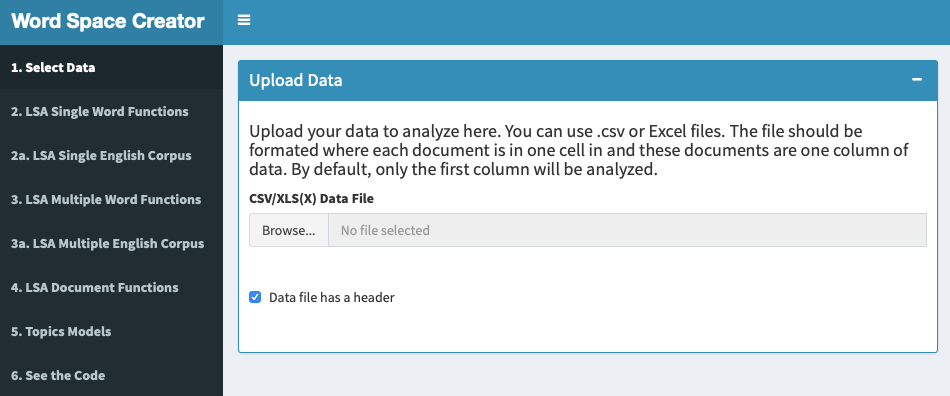 Word Space Creator
1. Select Data
2. LSA Single Word Functions
2a. LSA Single English Corpus
3. LSA Multiple Word Functions
3a. LSA Multiple English Corpus
4. LSA Document Functions
5. Topics Models
6. See the Code
Upload Data
Upload your data to analyze here. You can use .csv or Excel files. The file should be
formated where each document is in one cell in and these documents are one column of
data. By default, only the first column will be analyzed.
CSV/XLS(X) Data File
Browse... No file selected
Data file has a header